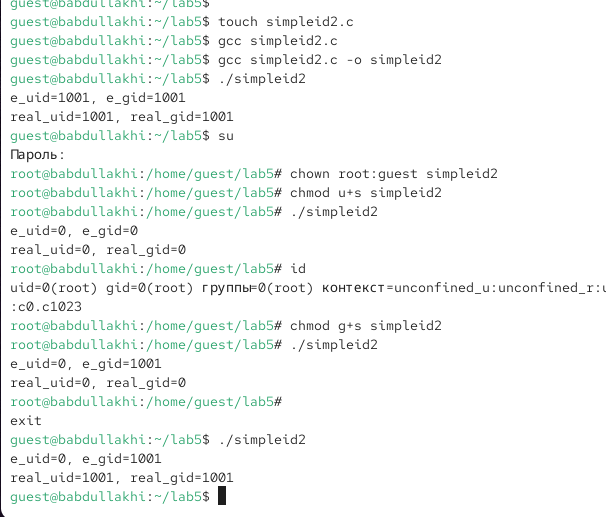 guest@babdullakhi:~/lab5$
guest@babdullakhi:~/lab5$ touch simpleid2.c
guest@babdullakhi:~/lab5$ gcc simpleid2.c
guest@babdullakhi:~/lab5$ gcc simpleid2.c -o simpleid2
guest@babdullakhi:~/lab5$ ./simpleid2
e_uid=1001, e_gid=1001
real_uid=1001, real_gid=1001
guest@babdullakhi:~/lab5$ su
Пароль:
root@babdullakhi:/home/guest/lab5# chown root:guest simpleid2
root@babdullakhi:/home/guest/lab5# chmod u+s simpleid2
root@babdullakhi:/home/guest/lab5# ./simpleid2
e_uid=0, e_gid=0
real_uid=0, real_gid=0
root@babdullakhi:/home/guest/lab5# id
uid=0(root) gid=0(root) группы=0(root) контекст=unconfined_u:unconfined_r:u
:c0.c1023
root@babdullakhi:/home/guest/lab5# chmod g+s simpleid2
root@babdullakhi:/home/guest/lab5# ./simpleid2
e_uid=0, e_gid=1001
real_uid=0, real_gid=0
root@babdullakhi:/home/guest/lab5#
exit
guest@babdullakhi:~/lab5$ ./simpleid2
e_uid=0, e_gid=1001
real_uid=1001, real_gid=1001
guest@babdullakhi:~/lab5$